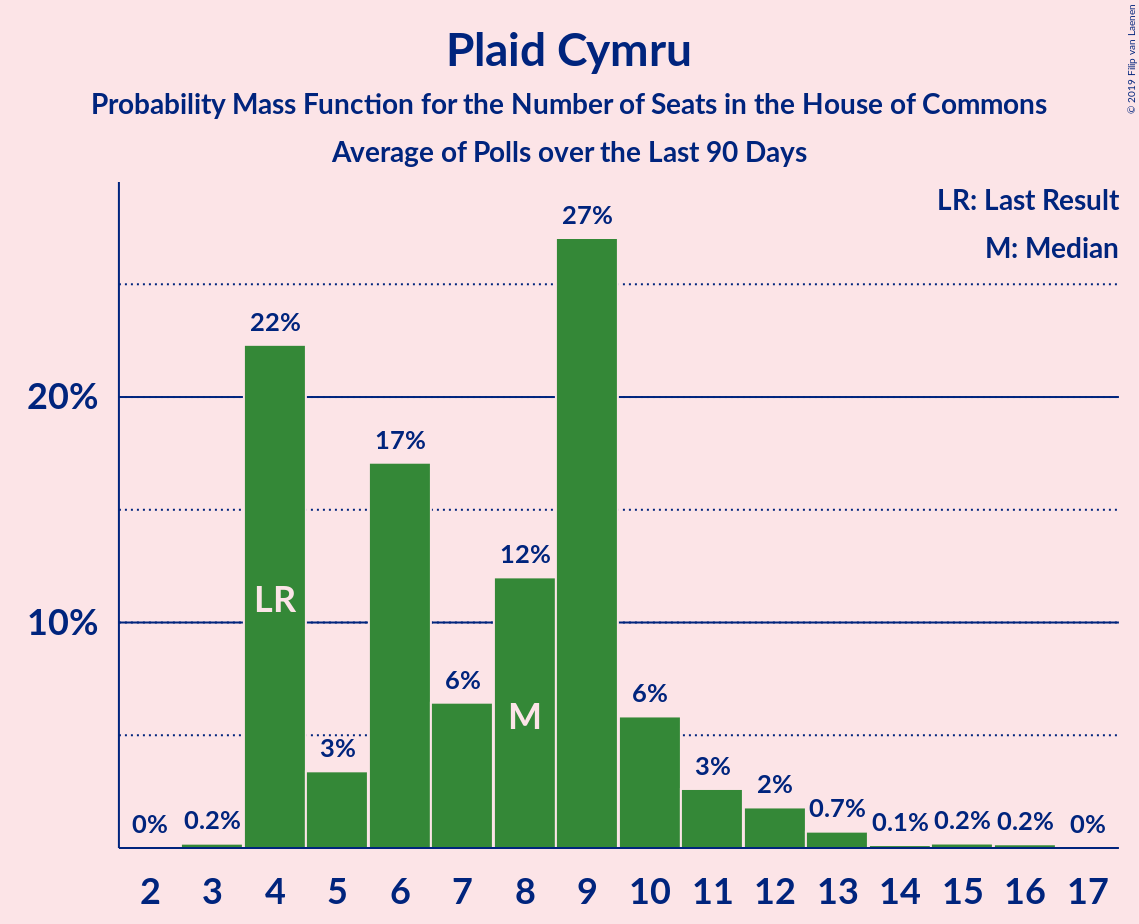 Plaid Cymru
Probability Mass Function for the Number of Seats in the House of Commons
Average of Polls over the Last 90 Days
© 2019 Filip van Laenen
LR: Last Result
M: Median
20%
10%
0%
0.2%
22%
3%
17%
6%
12%
27%
6%
3%
2%
0.7%
0.1%
0.2%
0.2%
0%
LR
M
2 3 4 5 6 7 8 9 10 11 12 13 14 15 16 17